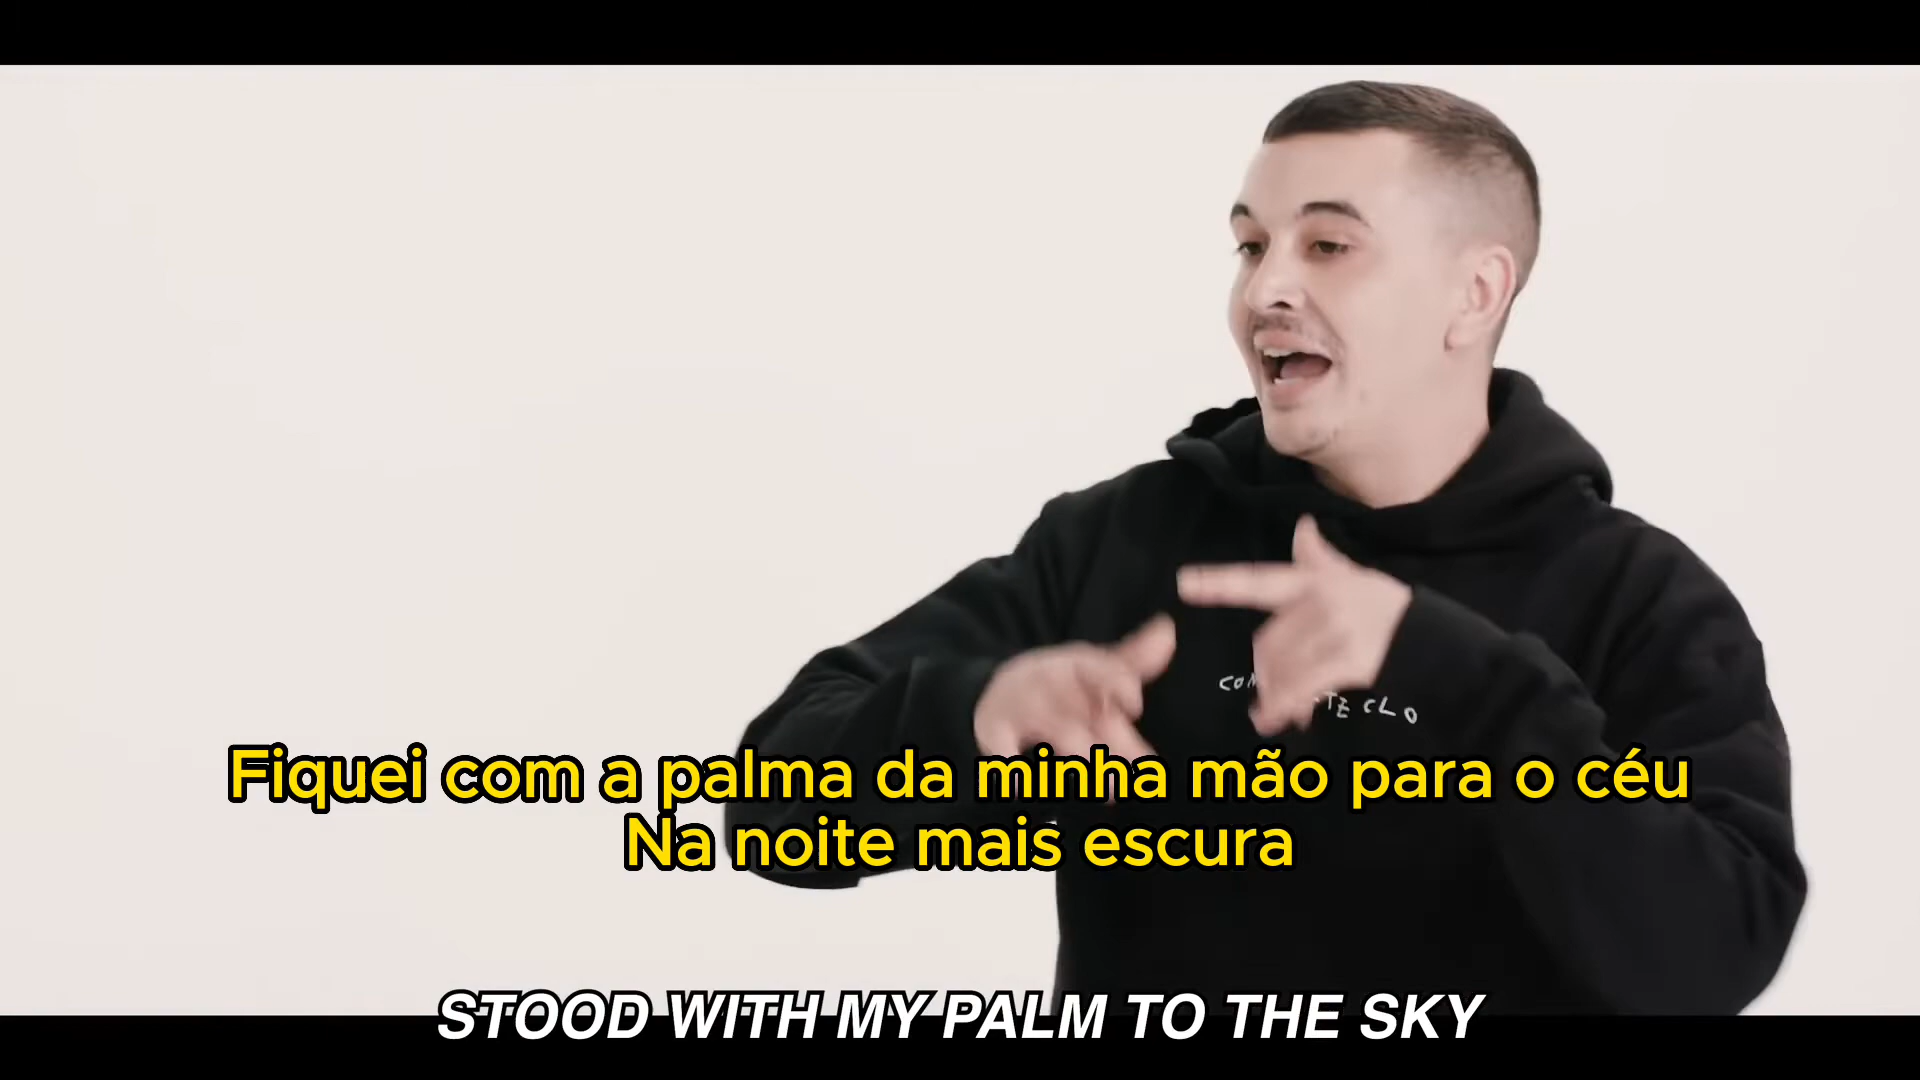 Fiquei com a palma da minha mão para o céu
Na noite mais escura
STOOD WITH MY PALM TO THE SKY